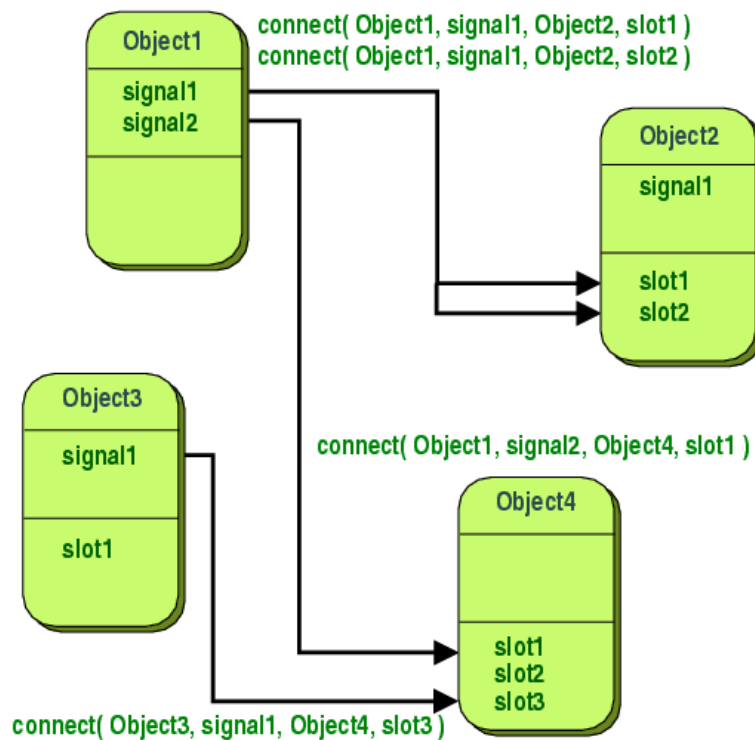 Object1
signal1
signal2
connect( Object1, signal1, Object2, slot1 )
connect( Object1, signal1, Object2, slot2 )
Object2
signal1
slot1
slot2
Object3
signal1
slot1
connect( Object1, signal2, Object4, slot1 )
Object4
slot1
slot2
slot3
connect( Object3, signal1, Object4, slot3 )